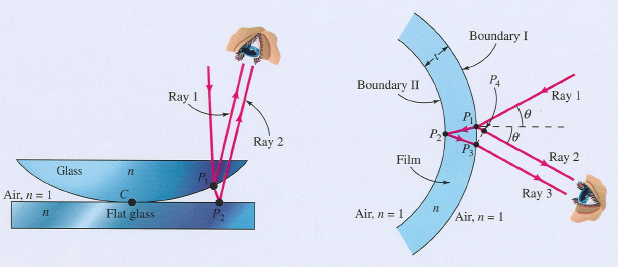 Ray 1
Ray 2
P1
Glass
n
Air, n = 1
C
n
Flat glass
P2
Boundary I
t
Boundary II
P4
Ray 1
P1
θ
P2
θ'
P3
Ray 2
Film
Ray 3
Air, n = 1
n
Air, n = 1